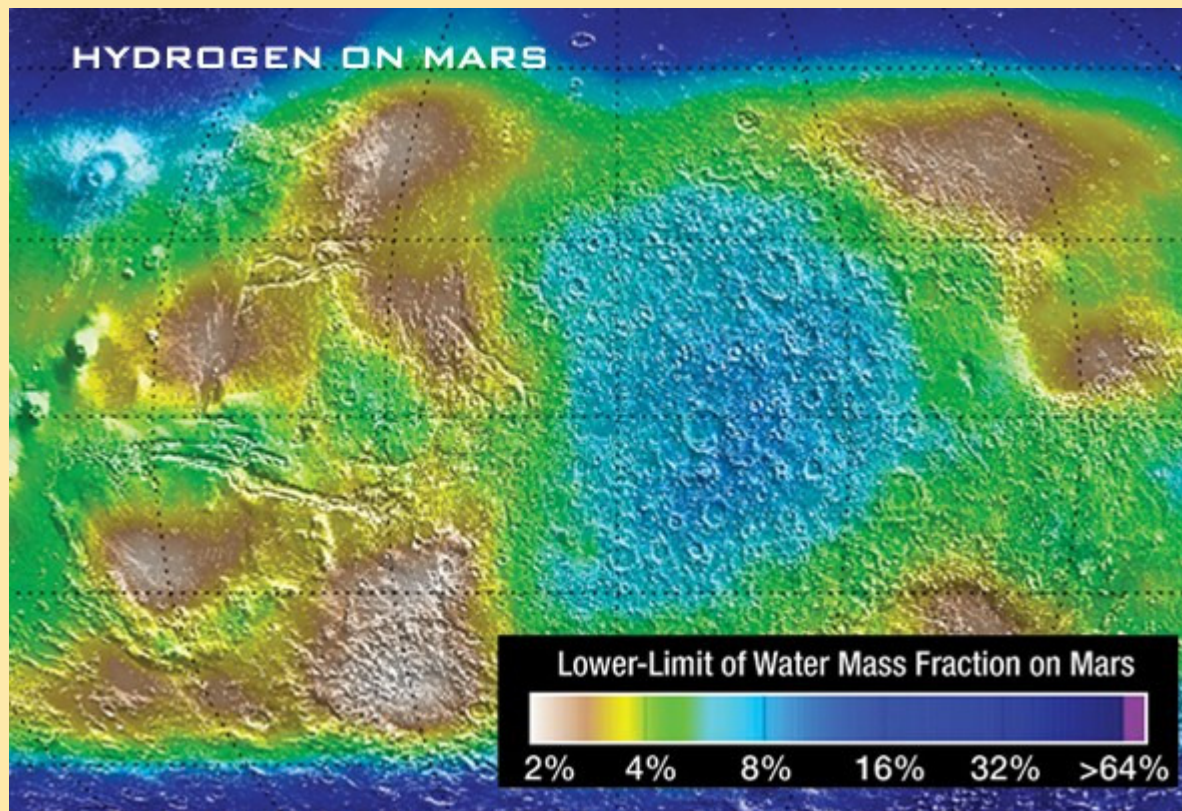 HYDROGEN ON MARS
Lower-Limit of Water Mass Fraction on Mars
2% 4% 8% 16% 32% >64%